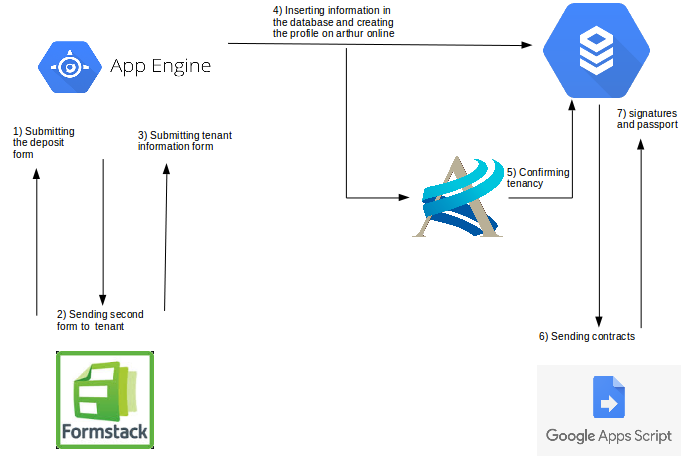 4) Inserting information in
the database and creating
the profile on arthur online
App Engine
1) Submitting
the deposit
form
3) Submitting tenant
information form
7) signatures
and passport
5) Confirming
tenancy
2) Sending second
form to tenant
6) Sending contracts
Formstack
Google Apps Script